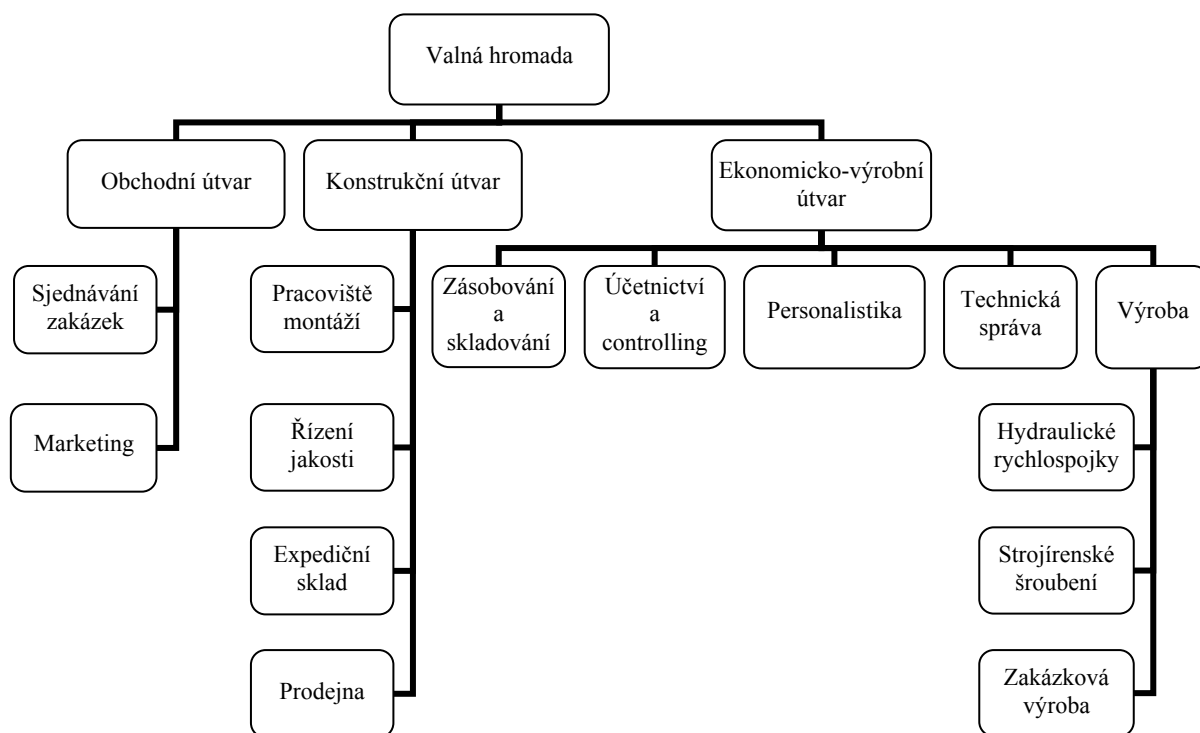 Valná hromada
Obchodní útvar
Konstrukční útvar
Ekonomicko-výrobní
útvar
Sjednávání
zakázek
Pracoviště
montáží
Zásobování
a
skladování
Účetnictví
a
controlling
Personalistika
Technická
správa
Výroba
Marketing
Řízení
jakosti
Hydraulické
rychlospojky
Expediční
sklad
Strojírenské
šroubení
Prodejna
Zakázková
výroba